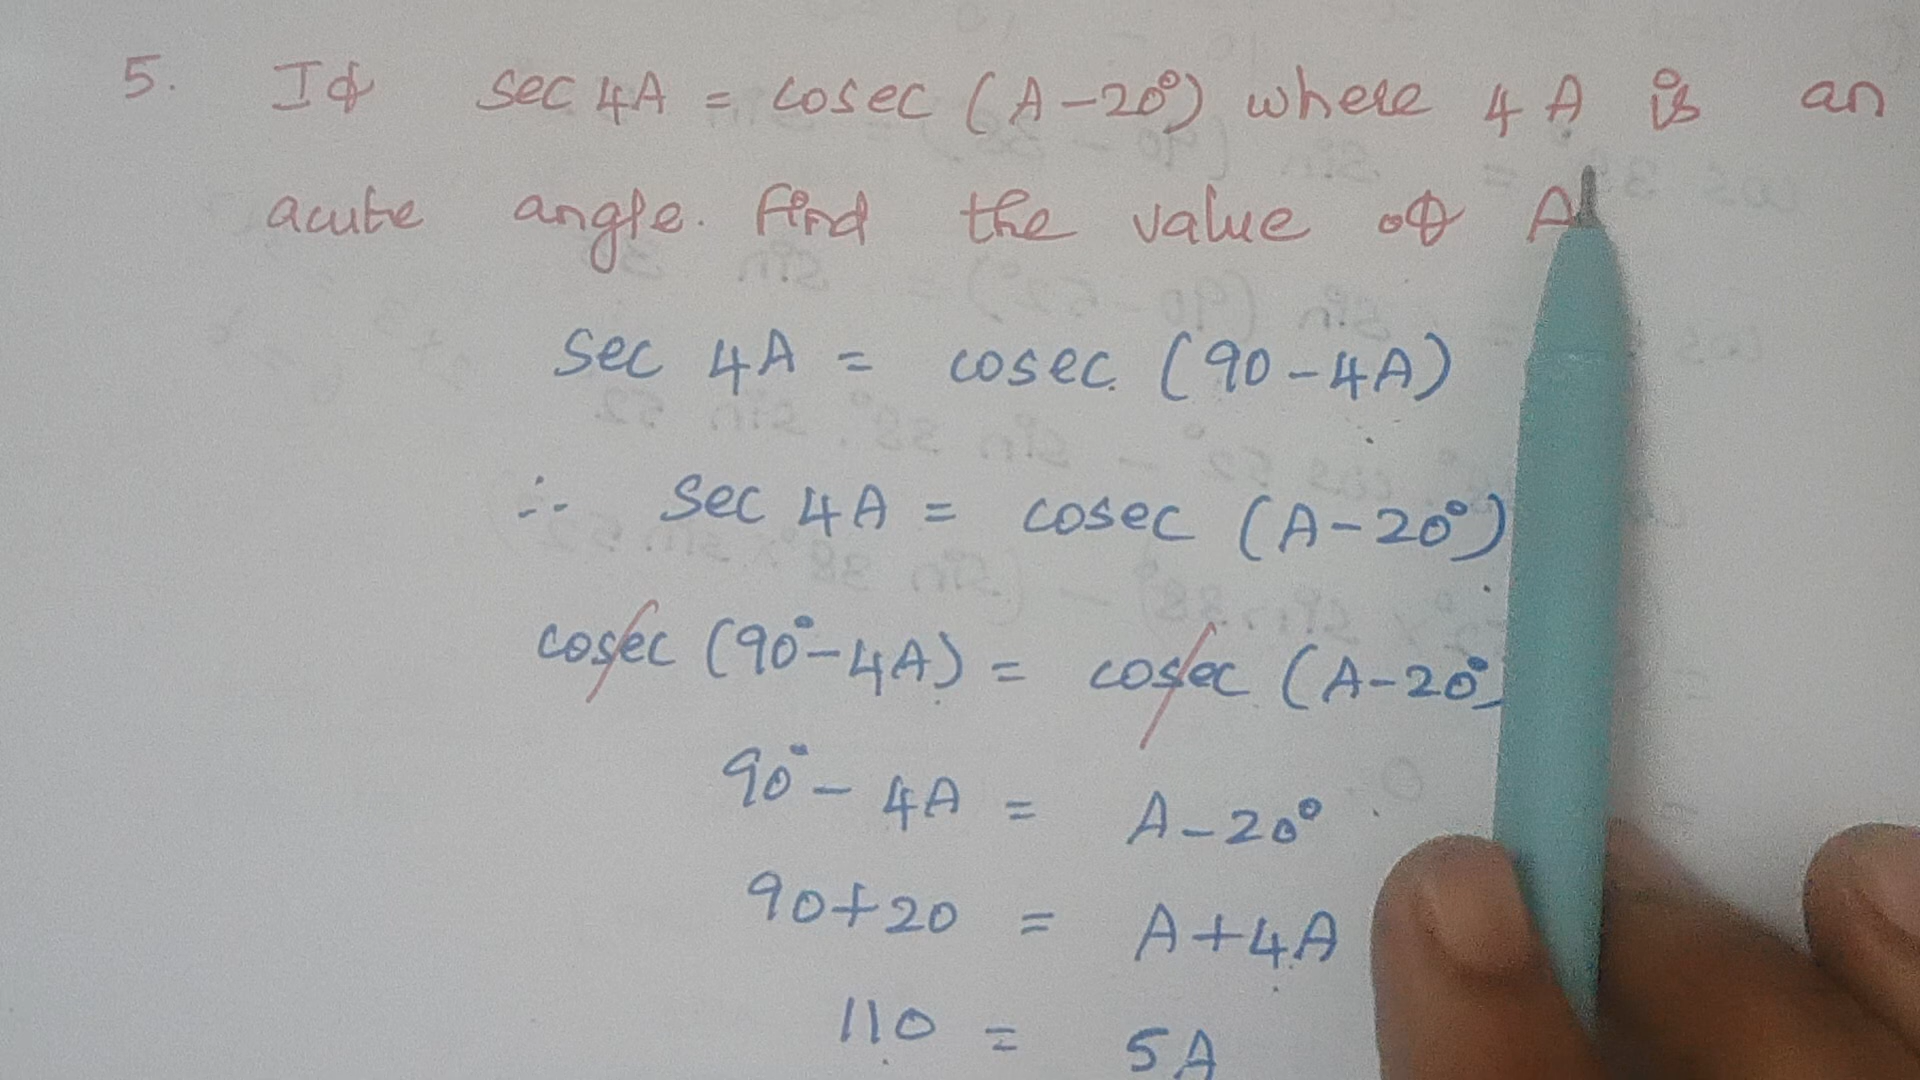 5. If sec 4A = cosec (A-20°) where 4A is an
acute angle. Find the value of A
sec 4A = cosec (90-4A)
∴ sec 4A = cosec (A-20°)
cosec (90°-4A) = cosec (A-20°)
90°- 4A = A-20°
90+20 = A+4A
110 = 5A